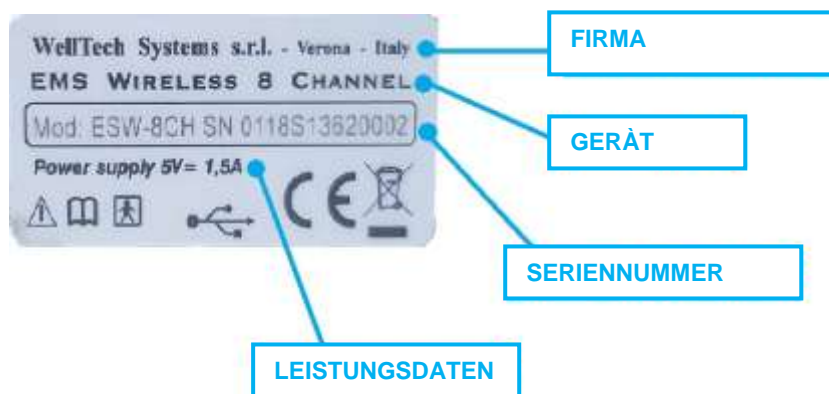 WellTech Systems s.r.l. - Verona - Italy
FIRMA
EMS WIRELESS 8 CHANNEL
GERÀT
Mod: ESW-8CH SN 0118S13620002
SERIENNUMMER
Power supply 5V= 1,5A
LEISTUNGSDATEN
CE